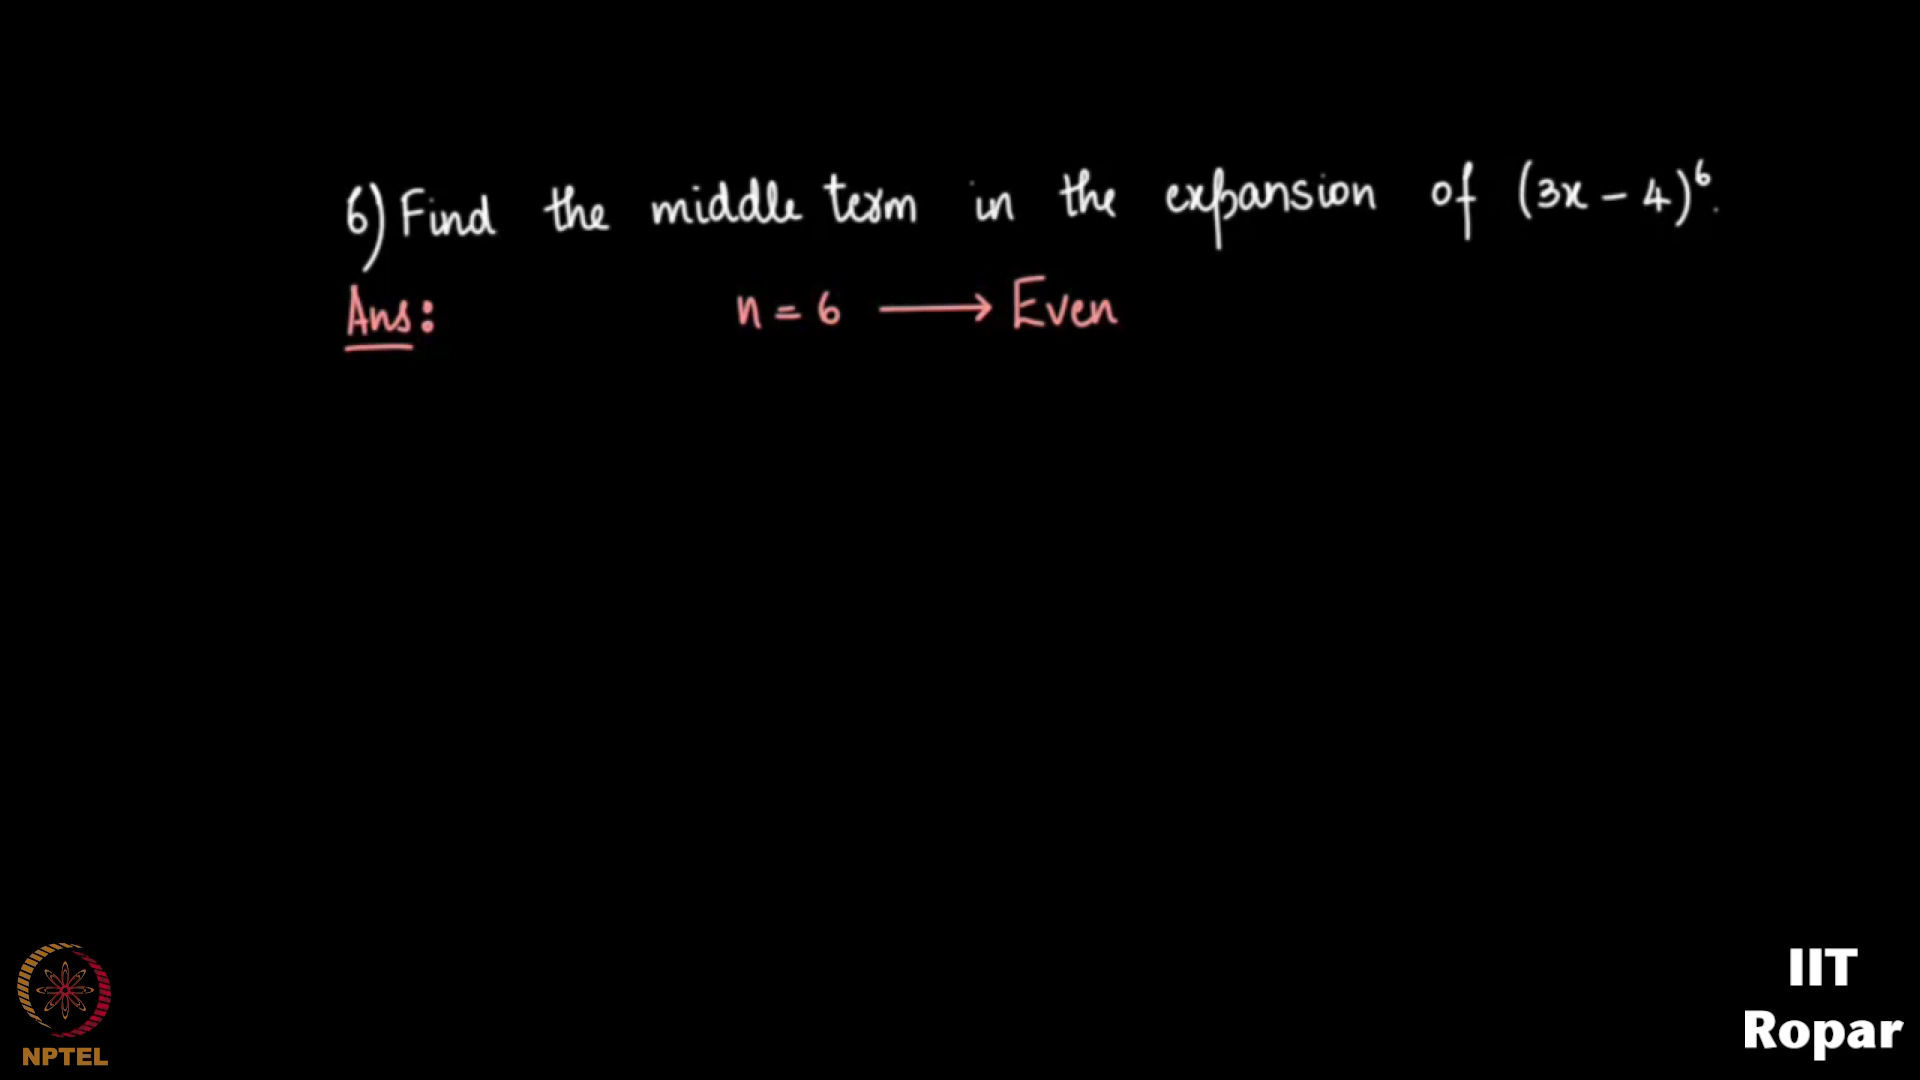 6) Find the middle term in the expansion of (3x – 4)⁶.
Ans: n = 6 ⟶ Even
NPTEL
IIT
Ropar